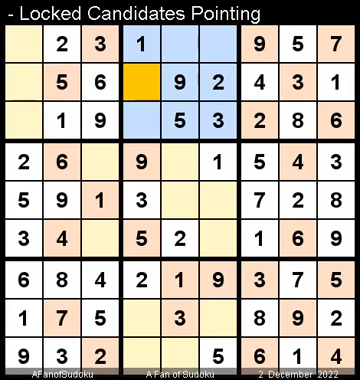 - Locked Candidates Pointing
2 3 1 9 5 7
5 6 9 2 4 3 1
1 9 5 3 2 8 6
2 6 9 1 5 4 3
5 9 1 3 7 2 8
3 4 5 2 1 6 9
6 8 4 2 1 9 3 7 5
1 7 5 3 8 9 2
9 3 2 5 6 1 4
AFanofSudoku A Fan of Sudoku 2 December 2022